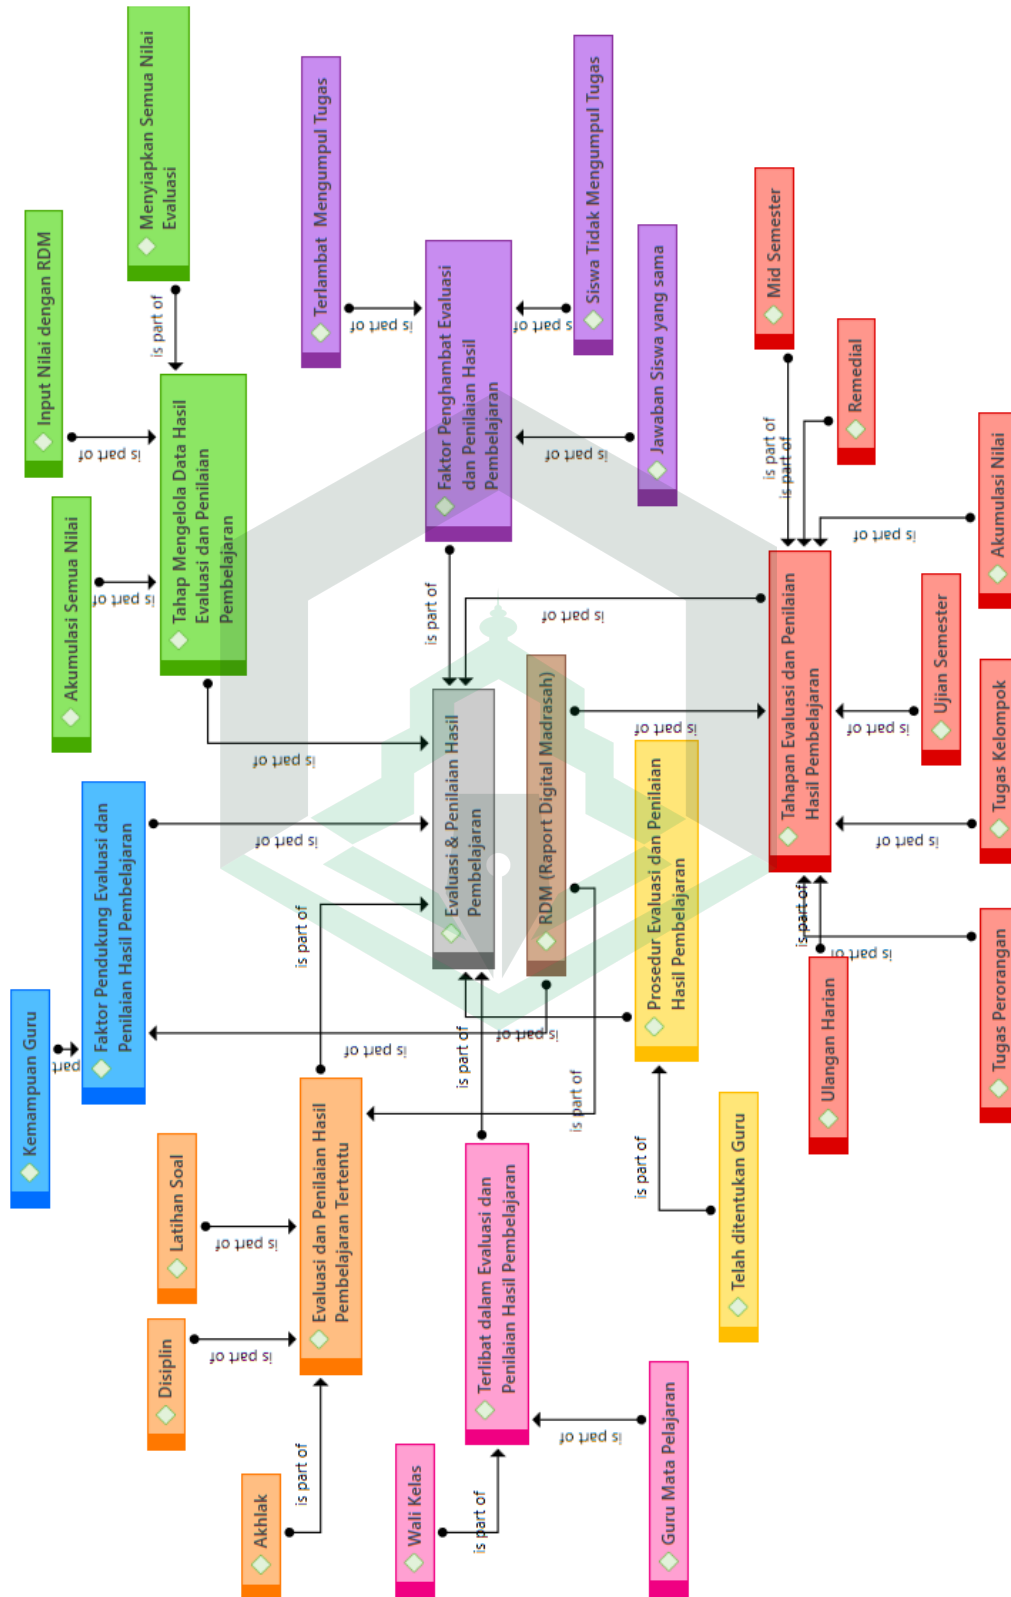 Kemampuan Guru
Faktor Pendukung Evaluasi dan
Penilaian Hasil Pembelajaran
part
Akumulasi Semua Nilai
is part of
Input Nilai dengan RDM
is part of
Menyiapkan Semua Nilai
Evaluasi
is part of
Tahap Mengelola Data Hasil
Evaluasi dan Penilaian
Pembelajaran
is part of
is part of
Disiplin
is part of
Latihan Soal
is part of
Akhlak
is part of
Evaluasi dan Penilaian Hasil
Pembelajaran Tertentu
is part of
is part of
Terlambat Mengumpul Tugas
is part of
Faktor Penghambat Evaluasi
dan Penilaian Hasil
Pembelajaran
is part of
Siswa Tidak Mengumpul Tugas
is part of
Jawaban Siswa yang sama
is part of
Evaluasi & Penilaian Hasil
Pembelajaran
is part of
RDM (Raport Digital Madrasah)
is part of
is part of
is part of
Wali Kelas
is part of
Terlibat dalam Evaluasi dan
Penilaian Hasil Pembelajaran
is part of
Guru Mata Pelajaran
is part of
Prosedur Evaluasi dan Penilaian
Hasil Pembelajaran
is part of
Telah ditentukan Guru
Mid Semester
is part of
is part of
Remedial
Tahapan Evaluasi dan Penilaian
Hasil Pembelajaran
is part of
Akumulasi Nilai
is part of
Ujian Semester
is part of
Tugas Kelompok
is part of
is part of
Ulangan Harian
Tugas Perorangan